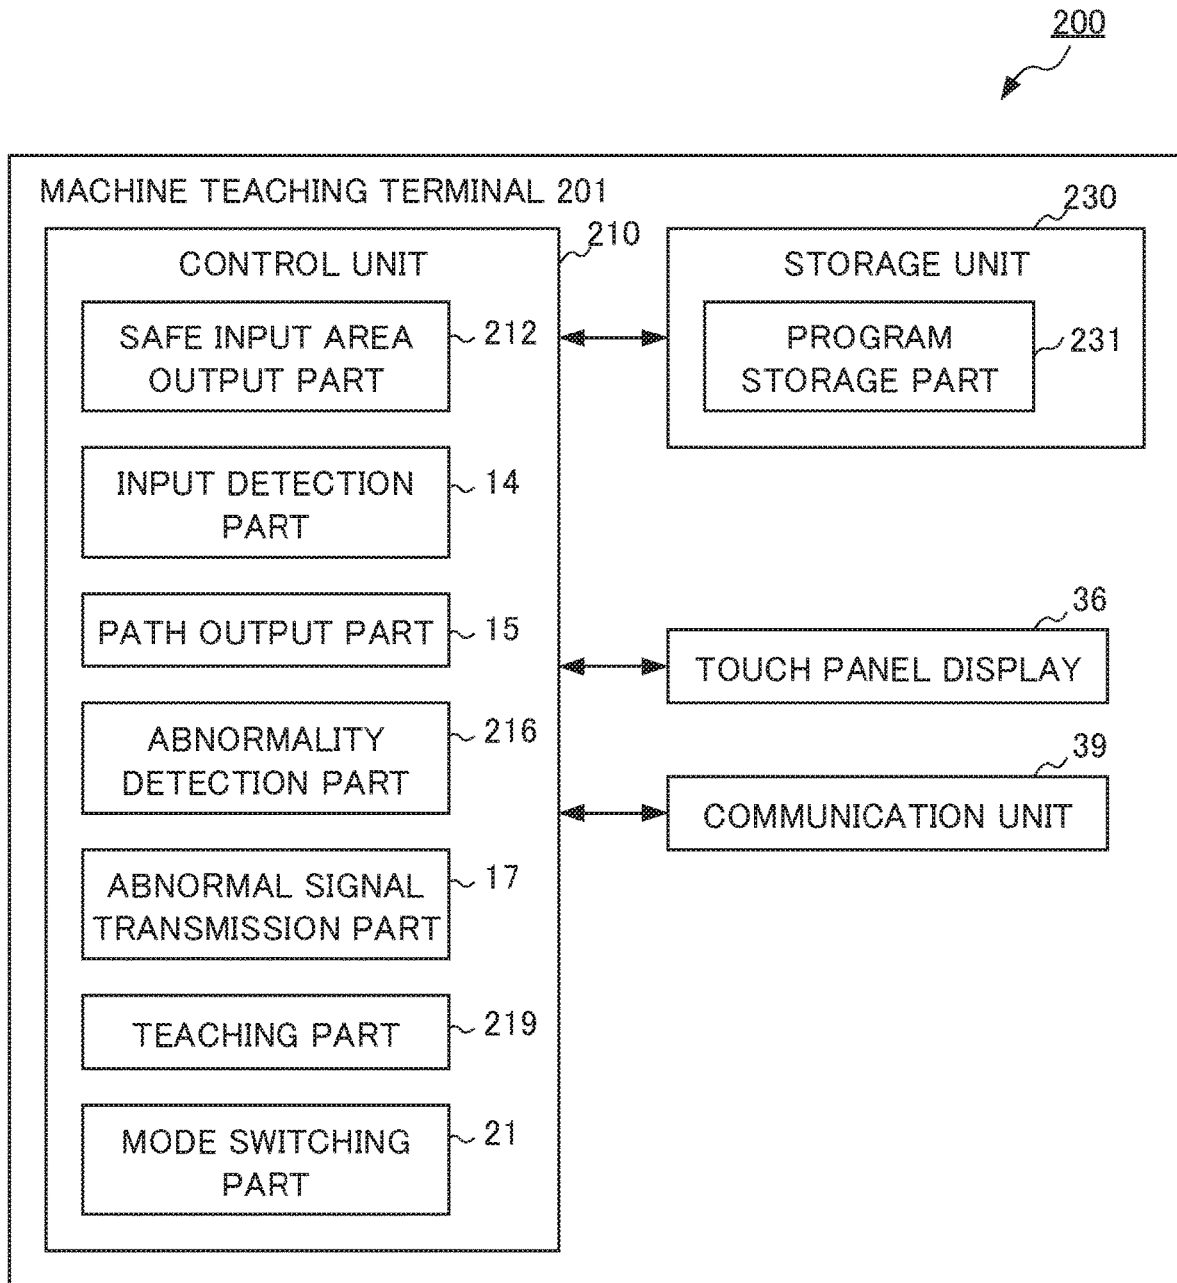 200
MACHINE TEACHING TERMINAL 201
210
CONTROL UNIT
SAFE INPUT AREA
OUTPUT PART
212
INPUT DETECTION
PART
14
PATH OUTPUT PART
15
ABNORMALITY
DETECTION PART
216
ABNORMAL SIGNAL
TRANSMISSION PART
17
TEACHING PART
219
MODE SWITCHING
PART
21
230
STORAGE UNIT
PROGRAM
STORAGE PART
231
36
TOUCH PANEL DISPLAY
39
COMMUNICATION UNIT